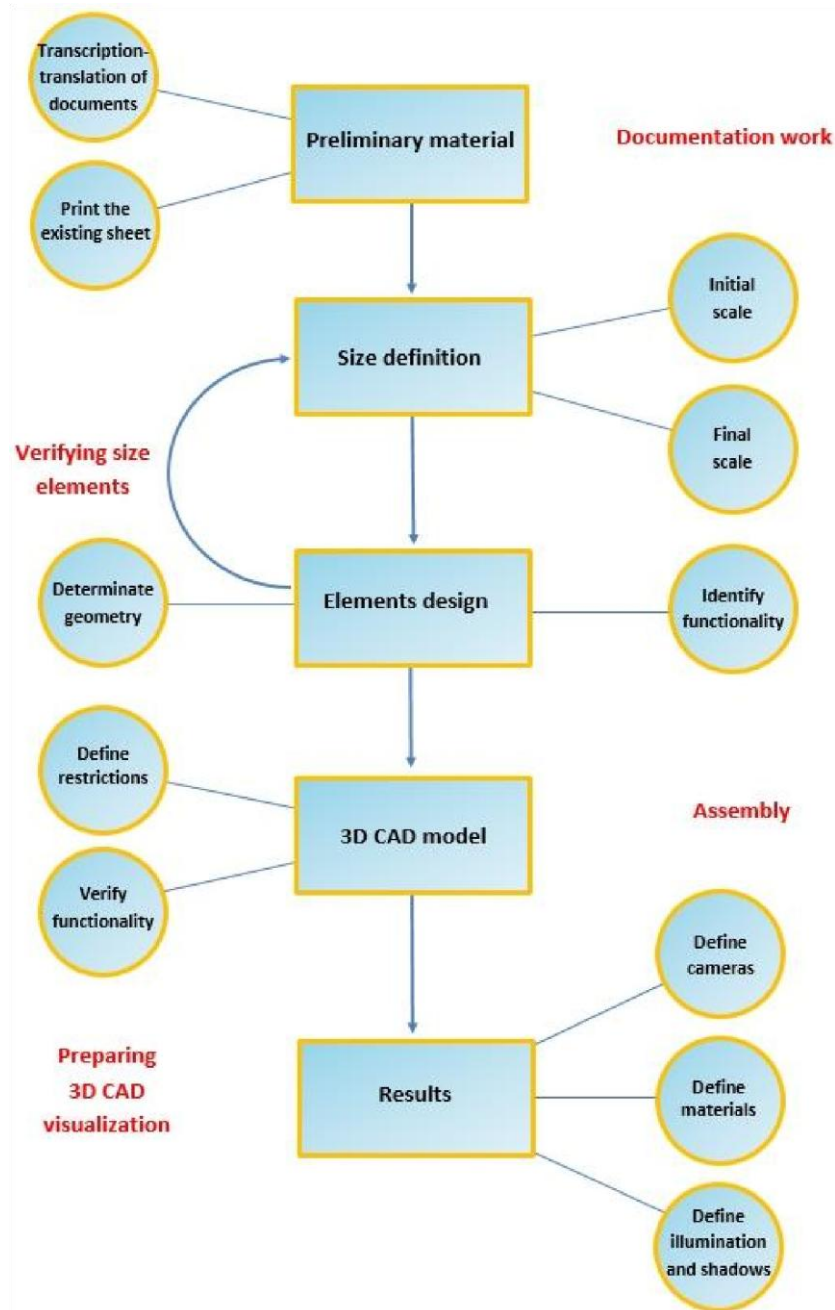 Transcription-
translation of
documents
Preliminary material
Documentation work
Print the
existing sheet
Initial
scale
Size definition
Final
scale
Verifying size
elements
Determinate
geometry
Elements design
Identify
functionality
Define
restrictions
3D CAD model
Assembly
Verify
functionality
Define
cameras
Preparing
3D CAD
visualization
Results
Define
materials
Define
illumination
and shadows